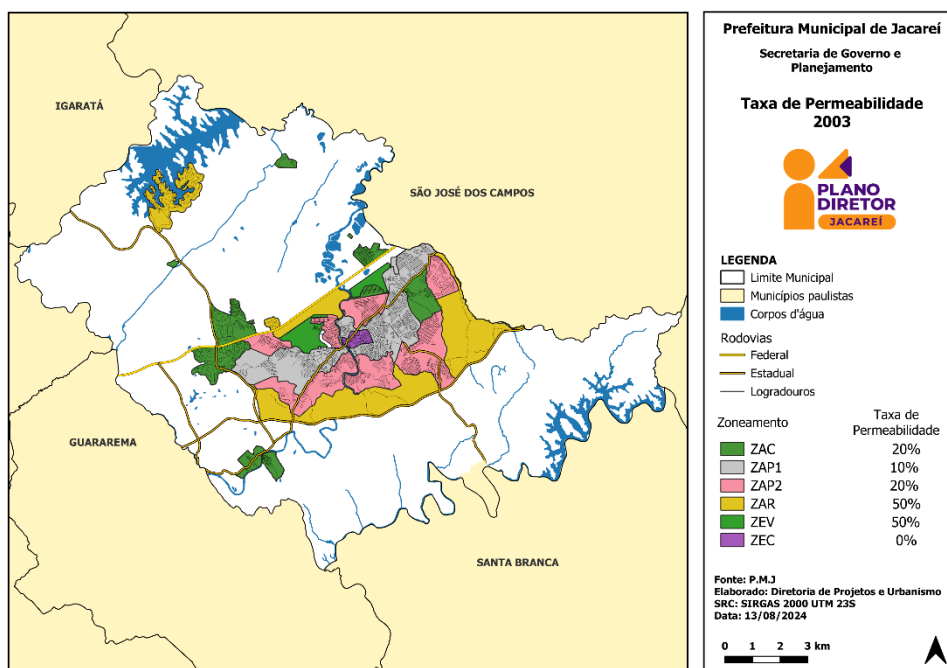 IGARATÁ
SÃO JOSÉ DOS CAMPOS
GUARAREMA
SANTA BRANCA
Prefeitura Municipal de Jacareí
Secretaria de Governo e
Planejamento
Taxa de Permeabilidade
2003
PLANO
DIRETOR
JACAREÍ
LEGENDA
Limite Municipal
Municípios paulistas
Corpos d'água
Rodovias
Federal
Estadual
Logradouros
Zoneamento Taxa de
Permeabilidade
ZAC 20%
ZAP1 10%
ZAP2 20%
ZAR 50%
ZEV 50%
ZEC 0%
Fonte: P.M.J
Elaborado: Diretoria de Projetos e Urbanismo
SRC: SIRGAS 2000 UTM 23S
Data: 13/08/2024
0 1 2 3 km